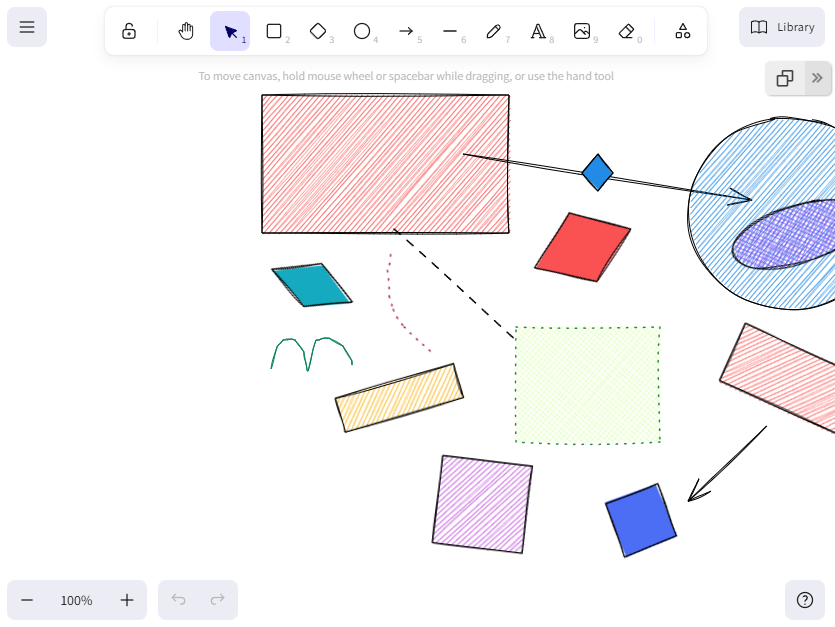 1 2 3 4 5 6 7 8 9 0
Library
To move canvas, hold mouse wheel or spacebar while dragging, or use the hand tool
100%